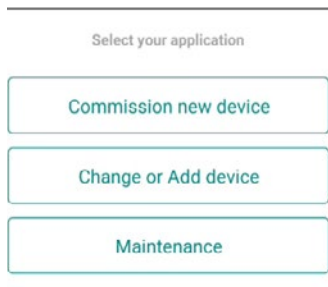 Select your application
Commission new device
Change or Add device
Maintenance